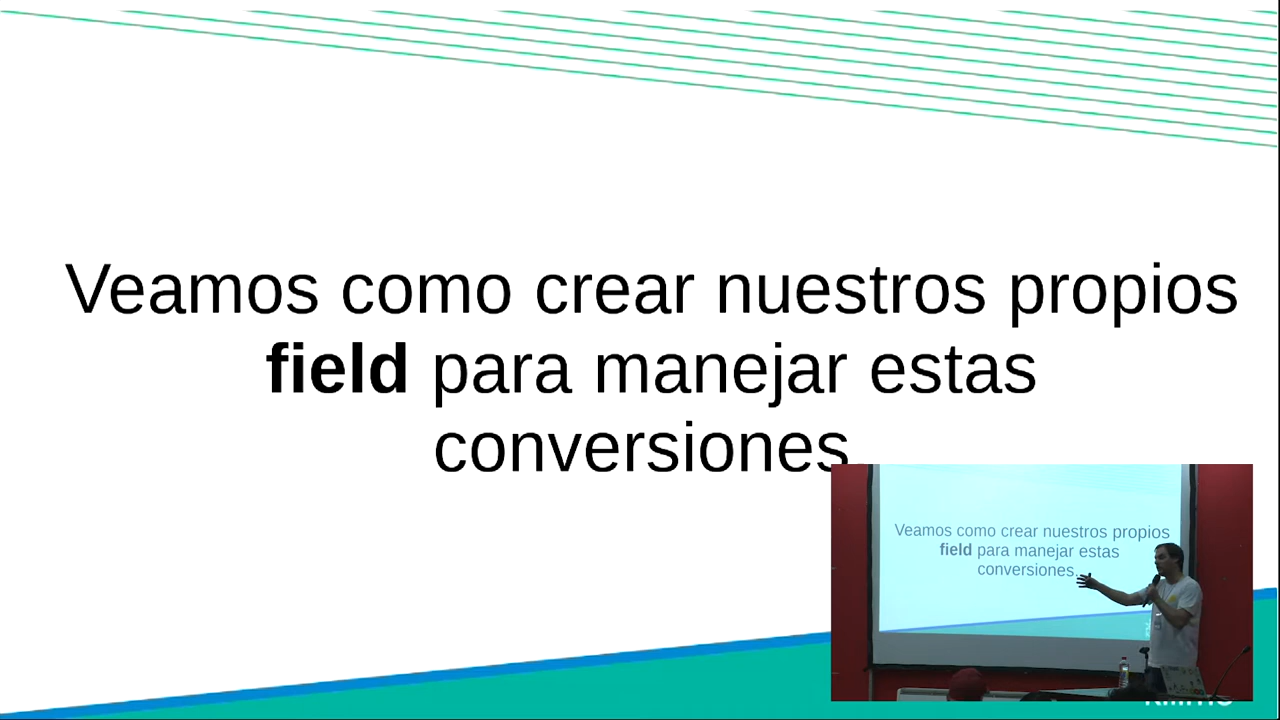 Veamos como crear nuestros propios
field para manejar estas
conversiones.
Veamos como crear nuestros propios
field para manejar estas
conversiones.